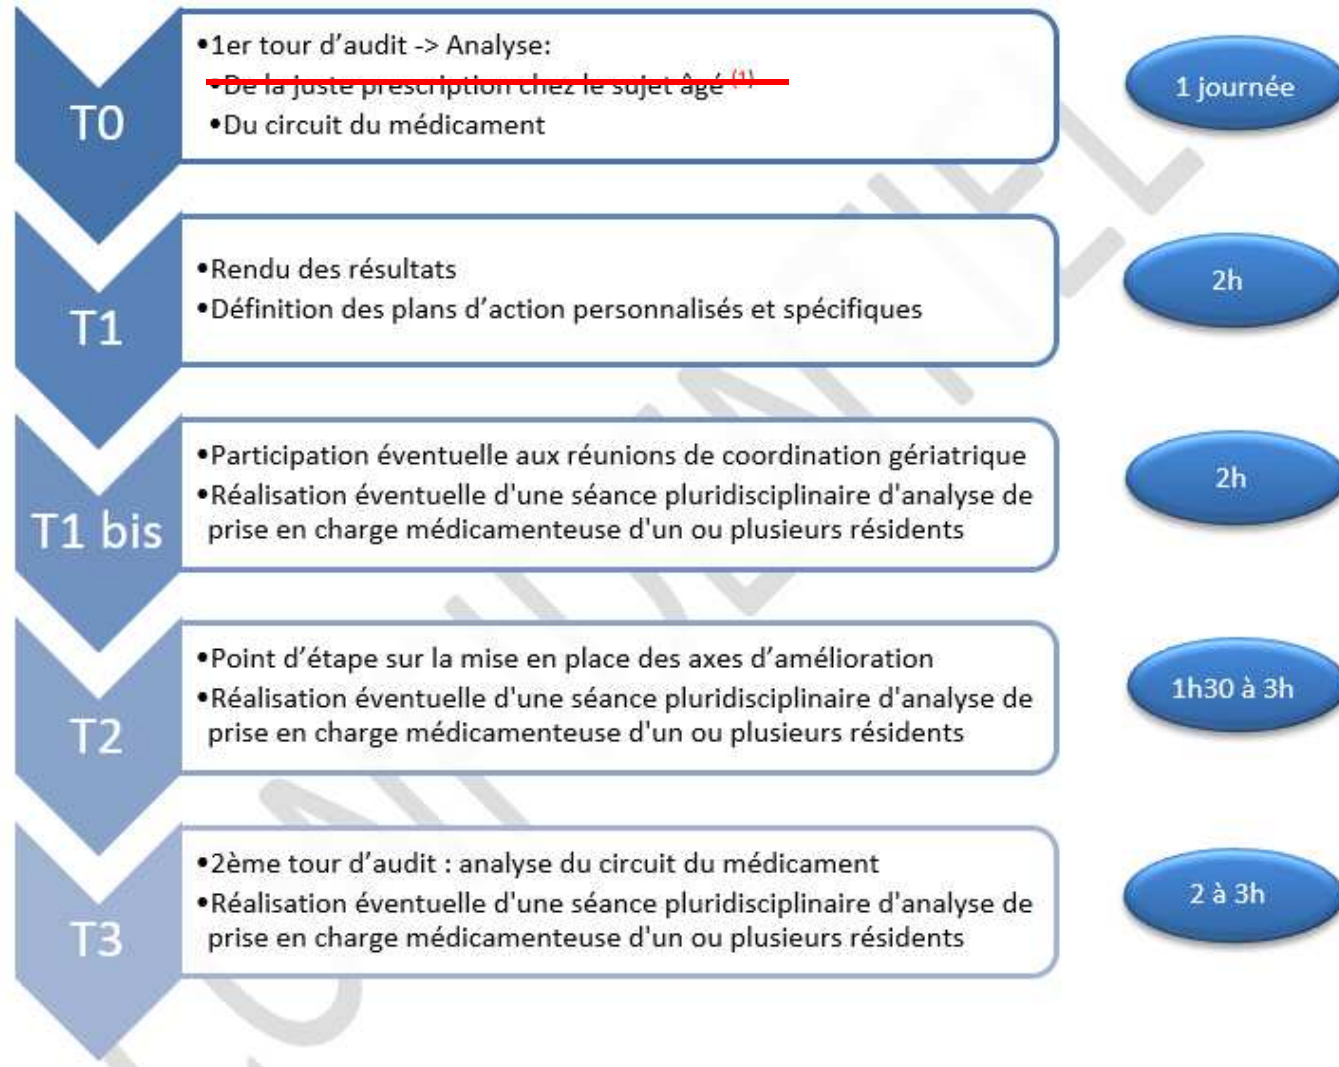 •1er tour d'audit -> Analyse:
•De la juste prescription chez le sujet âgé (1)
•Du circuit du médicament
T0
1 journée
•Rendu des résultats
•Définition des plans d'action personnalisés et spécifiques
T1
2h
•Participation éventuelle aux réunions de coordination gériatrique
•Réalisation éventuelle d'une séance pluridisciplinaire d'analyse de
prise en charge médicamenteuse d'un ou plusieurs résidents
T1 bis
2h
•Point d'étape sur la mise en place des axes d'amélioration
•Réalisation éventuelle d'une séance pluridisciplinaire d'analyse de
prise en charge médicamenteuse d'un ou plusieurs résidents
T2
1h30 à 3h
•2ème tour d'audit : analyse du circuit du médicament
•Réalisation éventuelle d'une séance pluridisciplinaire d'analyse de
prise en charge médicamenteuse d'un ou plusieurs résidents
T3
2 à 3h
CONFIDENTIEL